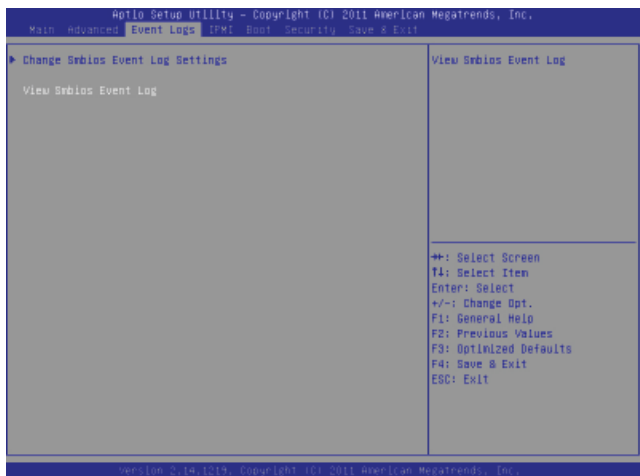 Aptio Setup Utility – Copyright (C) 2011 American Megatrends, Inc.
Main Advanced Event Logs IPMI Boot Security Save & Exit
Change Smbios Event Log Settings
View Smbios Event Log
View Smbios Event Log
→←: Select Screen
↑↓: Select Item
Enter: Select
+/-: Change Opt.
F1: General Help
F2: Previous Values
F3: Optimized Defaults
F4: Save & Exit
ESC: Exit
Version 2.14.1219. Copyright (C) 2011 American Megatrends, Inc.